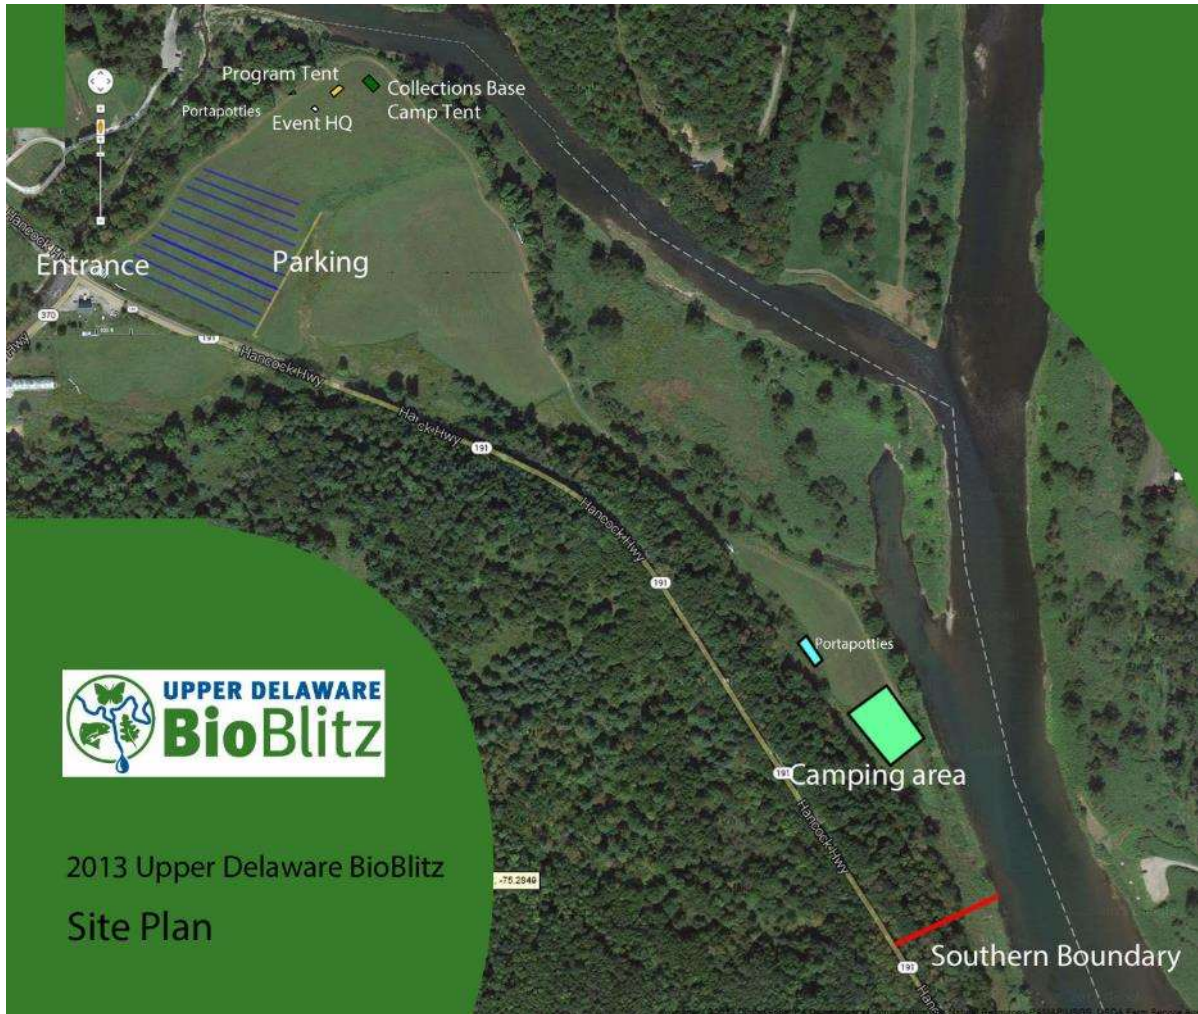 Program Tent
Collections Base
Camp Tent
Portapotties
Event HQ
Entrance
Parking
370
191
Hancock Hwy
Hwy
191
Hancock Hwy
191
Portapotties
191
Camping area
Hancock Hwy
UPPER DELAWARE
BioBlitz
2013 Upper Delaware BioBlitz
, -75.2849
Site Plan
Southern Boundary
191